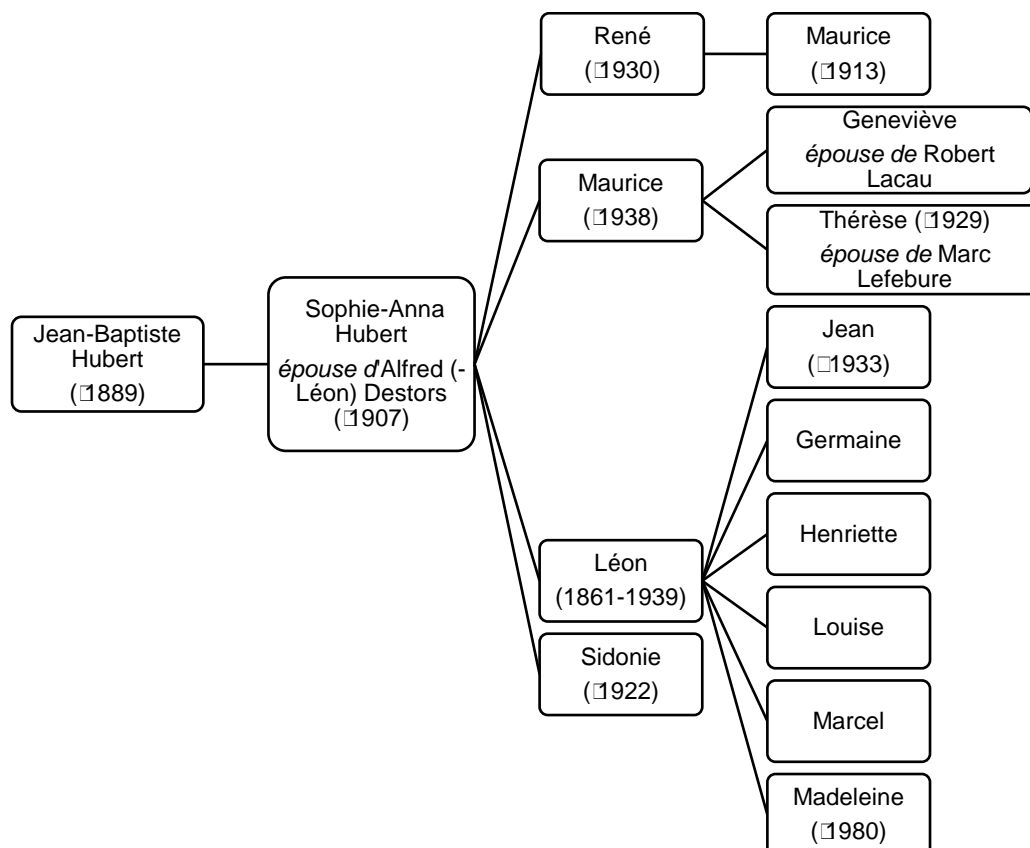 Jean-Baptiste
Hubert
(▯1889)
Sophie-Anna
Hubert
épouse d'Alfred (-
Léon) Destors
(▯1907)
René
(▯1930)
Maurice
(▯1913)
Maurice
(▯1938)
Geneviève
épouse de Robert
Lacau
Thérèse (▯1929)
épouse de Marc
Lefebure
Léon
(1861-1939)
Jean
(▯1933)
Germaine
Henriette
Louise
Marcel
Madeleine
(▯1980)
Sidonie
(▯1922)